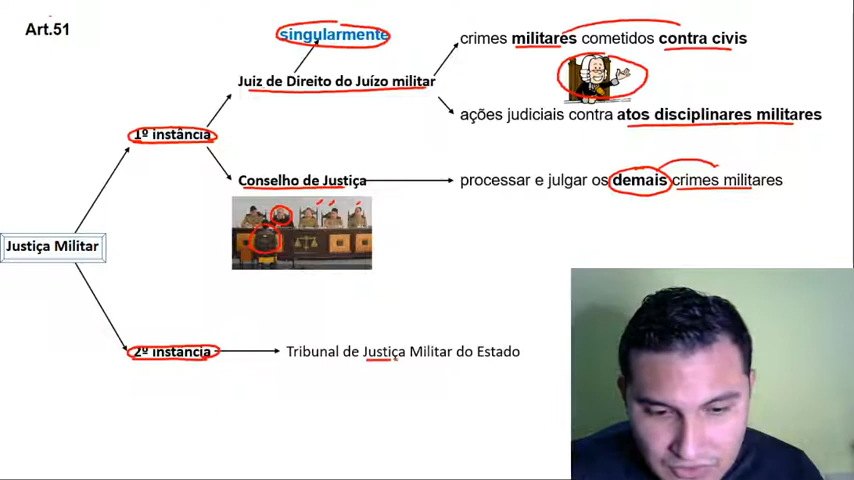 Art.51
singularmente
crimes militares cometidos contra civis
Juiz de Direito do Juízo militar
ações judiciais contra atos disciplinares militares
1º instância
Conselho de Justiça
processar e julgar os demais crimes militares
Justiça Militar
2º instancia
Tribunal de Justiça Militar do Estado